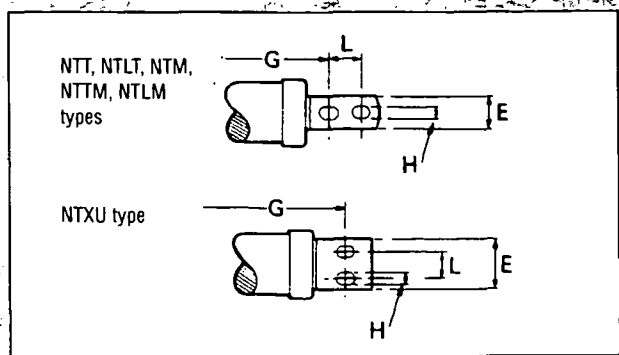 NTT, NTLT, NTM,
NTTM, NTLM
types
G
L
E
H
NTXU type
G
L
E
H